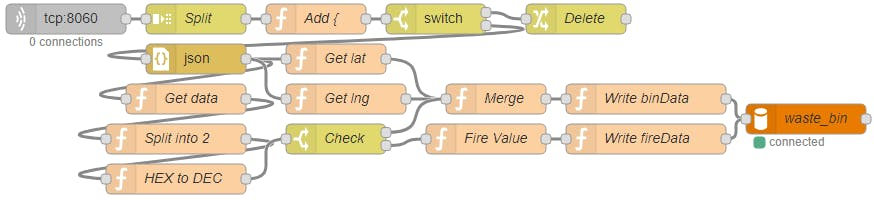 tcp:8060
Split
Add {
switch
Delete
0 connections
json
Get lat
Get data
Get lng
Merge
Write binData
waste_bin
Split into 2
Check
Fire Value
Write fireData
connected
HEX to DEC